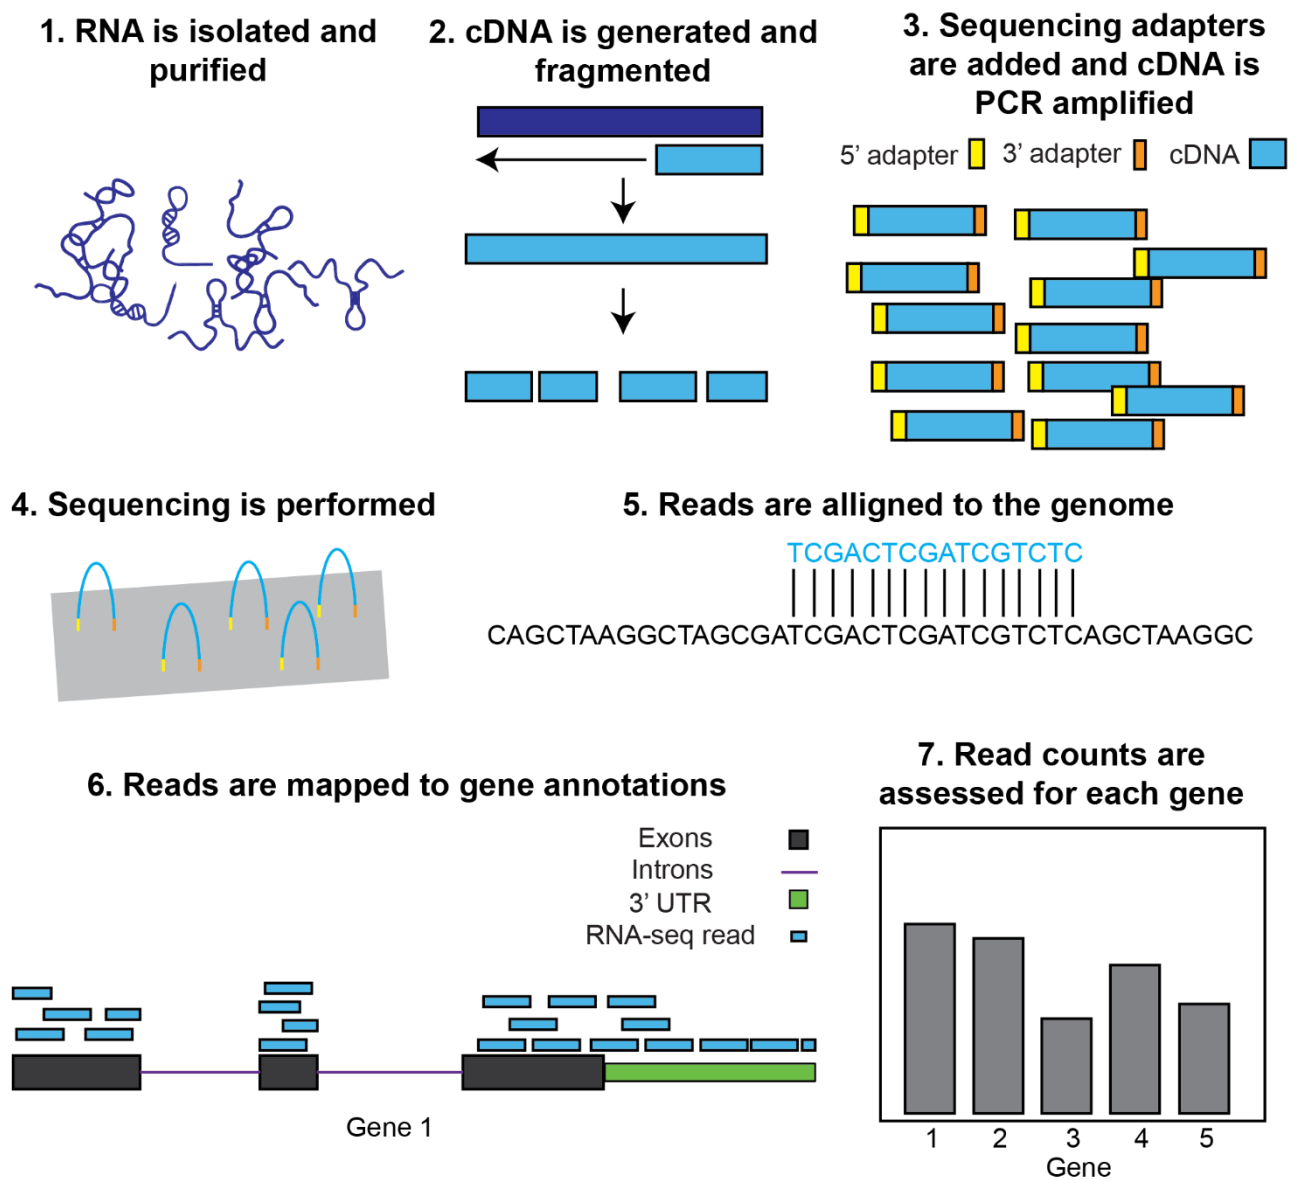 1. RNA is isolated and
purified
2. cDNA is generated and
fragmented
3. Sequencing adapters
are added and cDNA is
PCR amplified
5' adapter
3' adapter
cDNA
4. Sequencing is performed
5. Reads are alligned to the genome
TCGACTCGATCGTCTC
CAGCTAAGGCTAGCGATCGACTCGATCGTCTCAGCTAAGGC
6. Reads are mapped to gene annotations
Exons
Introns
3' UTR
RNA-seq read
Gene 1
7. Read counts are
assessed for each gene
1 2 3 4 5
Gene